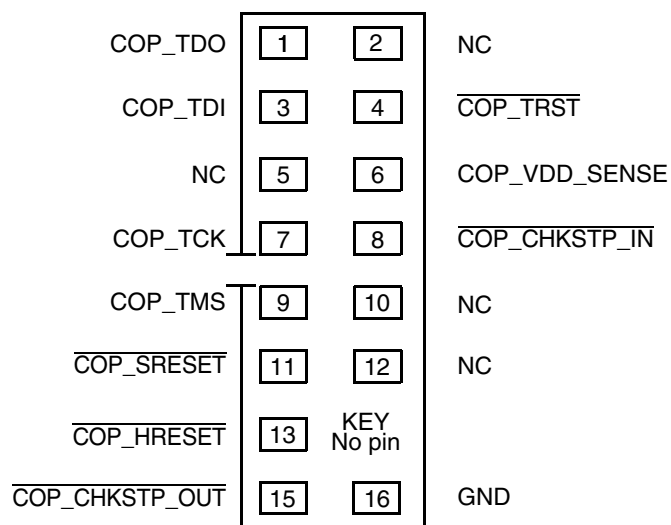 COP_TDO 1 2 NC
COP_TDI 3 4 COP_TRST
NC 5 6 COP_VDD_SENSE
COP_TCK 7 8 COP_CHKSTP_IN
COP_TMS 9 10 NC
COP_SRESET 11 12 NC
COP_HRESET 13 KEY
No pin
COP_CHKSTP_OUT 15 16 GND